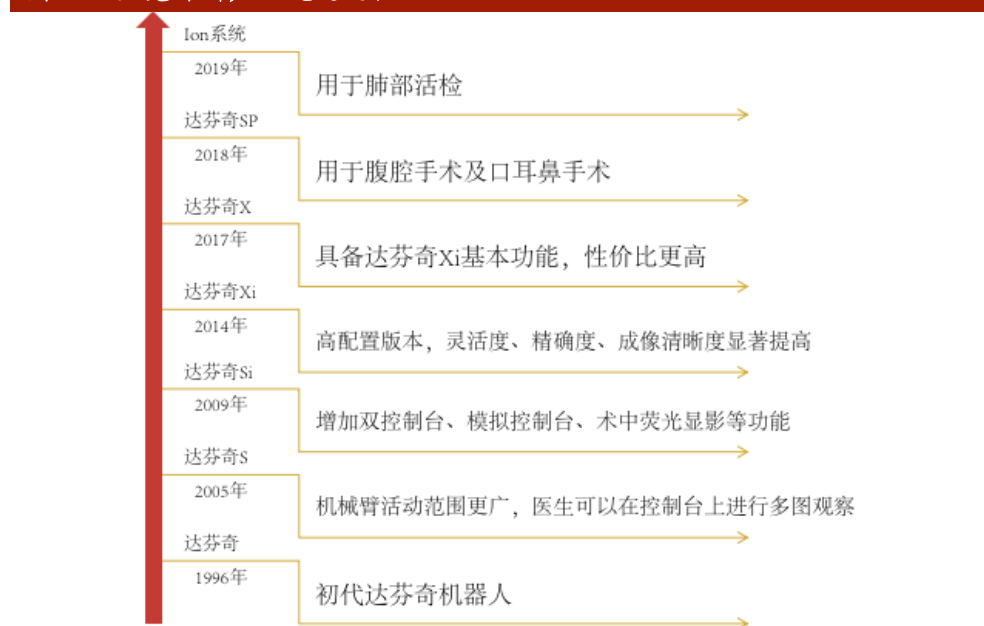 Ion系统
2019年
用于肺部活检
达芬奇SP
2018年
用于腹腔手术及口耳鼻手术
达芬奇X
2017年
具备达芬奇Xi基本功能，性价比更高
达芬奇Xi
2014年
高配置版本，灵活度、精确度、成像清晰度显著提高
达芬奇Si
2009年
增加双控制台、模拟控制台、术中荧光显影等功能
达芬奇S
2005年
机械臂活动范围更广，医生可以在控制台上进行多图观察
达芬奇
1996年
初代达芬奇机器人